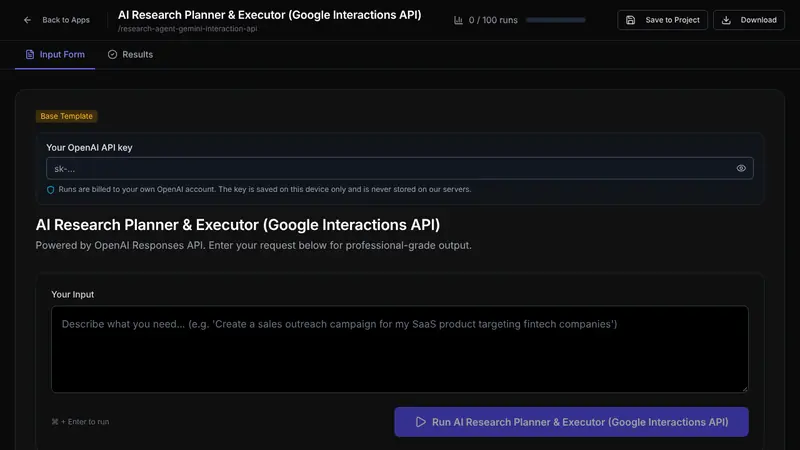 Back to Apps
AI Research Planner & Executor (Google Interactions API)
/research-agent-gemini-interaction-api
0 / 100 runs
Save to Project
Download
Input Form
Results
Base Template
Your OpenAI API key
sk-...
Runs are billed to your own OpenAI account. The key is saved on this device only and is never stored on our servers.
AI Research Planner & Executor (Google Interactions API)
Powered by OpenAI Responses API. Enter your request below for professional-grade output.
Your Input
Describe what you need... (e.g. 'Create a sales outreach campaign for my SaaS product targeting fintech companies')
⌘ + Enter to run
Run AI Research Planner & Executor (Google Interactions API)